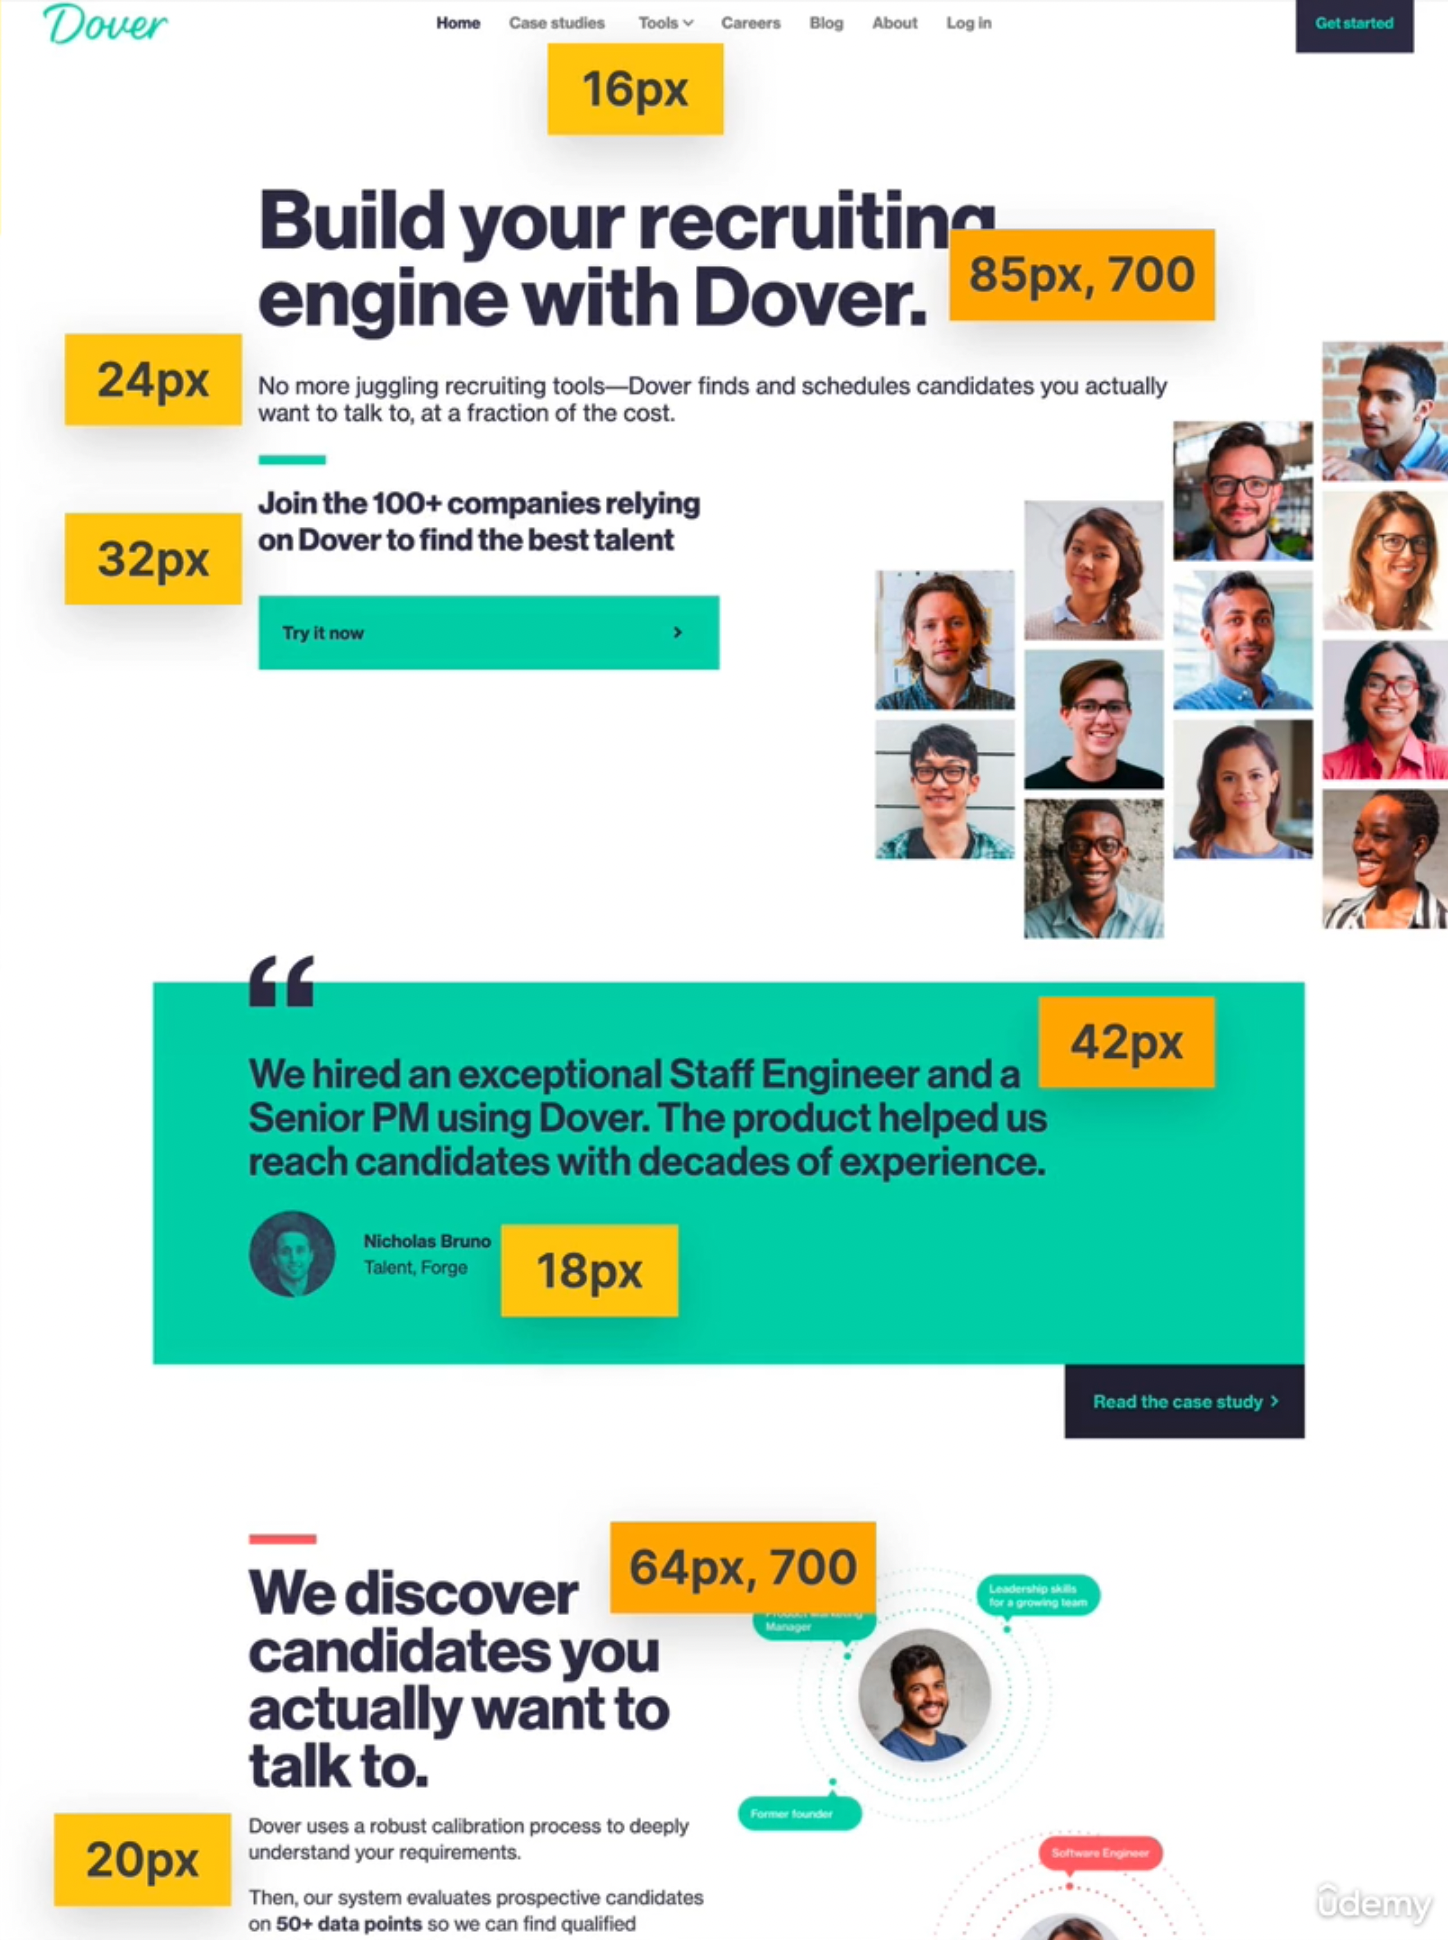 Dover
Home Case studies Tools Careers Blog About Log in Get started
16px
Build your recruiting
engine with Dover.
85px, 700
24px
No more juggling recruiting tools—Dover finds and schedules candidates you actually
want to talk to, at a fraction of the cost.
32px
Join the 100+ companies relying
on Dover to find the best talent
Try it now
“
42px
We hired an exceptional Staff Engineer and a
Senior PM using Dover. The product helped us
reach candidates with decades of experience.
Nicholas Bruno
Talent, Forge
18px
Read the case study
64px, 700
We discover
candidates you
actually want to
talk to.
Leadership skills
for a growing team
Product Marketing
Manager
Former founder
20px
Dover uses a robust calibration process to deeply
understand your requirements.
Software Engineer
Then, our system evaluates prospective candidates
on 50+ data points so we can find qualified
ûdemy